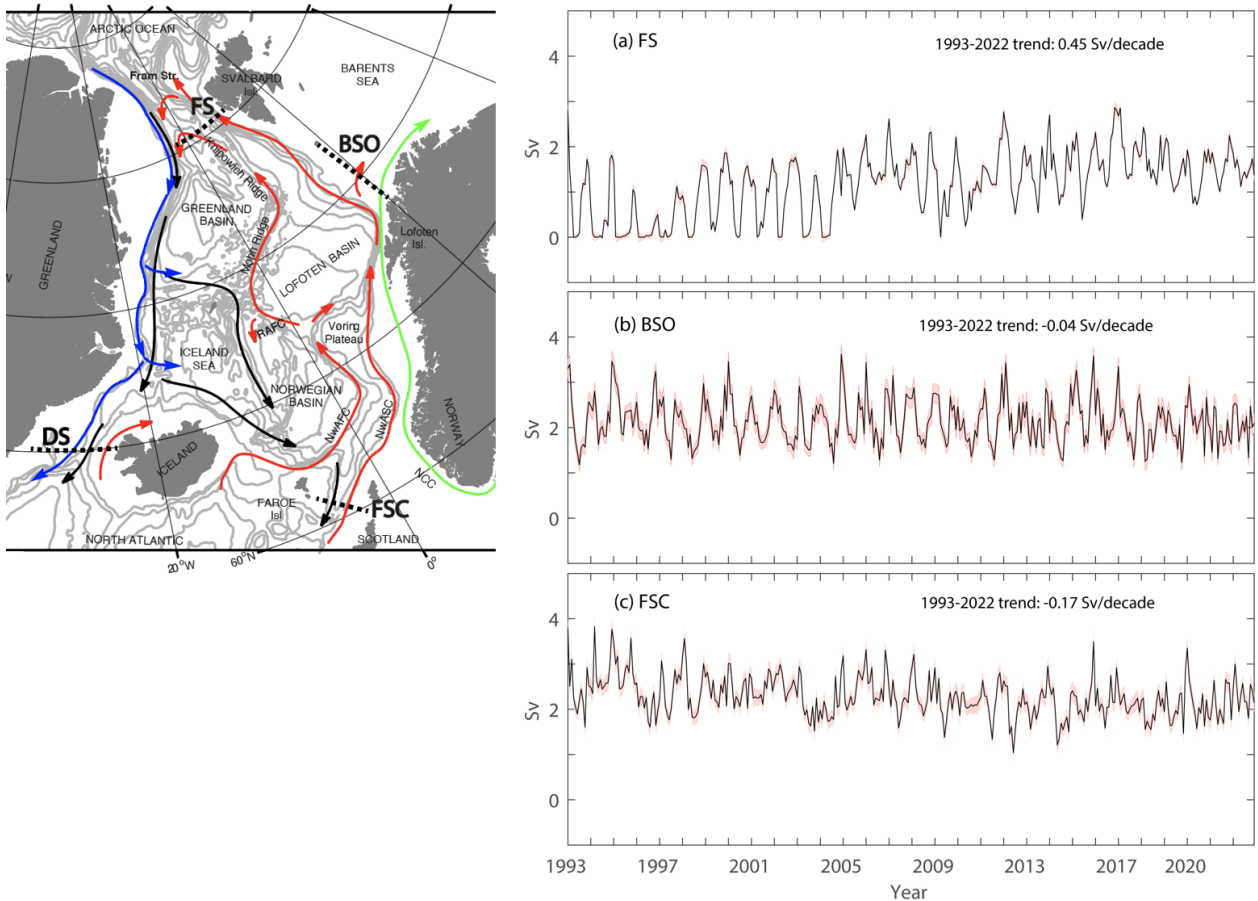 ARCTIC OCEAN
Fram Str.
SVALBARD
Isl.
BARENTS
SEA
FS
BSO
Knipowich Ridge
GREENLAND
BASIN
GREENLAND
Mohn Ridge
Lofoten
Isl.
LOFOTEN BASIN
RAFC
Vøring
Plateau
ICELAND
SEA
NORWEGIAN
BASIN
NwAFC
NwASC
NORWAY
DS
ICELAND
NCC
FAROE
Isl
FSC
NORTH ATLANTIC
SCOTLAND
20°W
60°N
0°
(a) FS
1993-2022 trend: 0.45 Sv/decade
4
2
0
Sv
(b) BSO
1993-2022 trend: -0.04 Sv/decade
4
2
0
Sv
(c) FSC
1993-2022 trend: -0.17 Sv/decade
4
2
0
Sv
1993 1997 2001 2005 2009 2013 2017 2020
Year